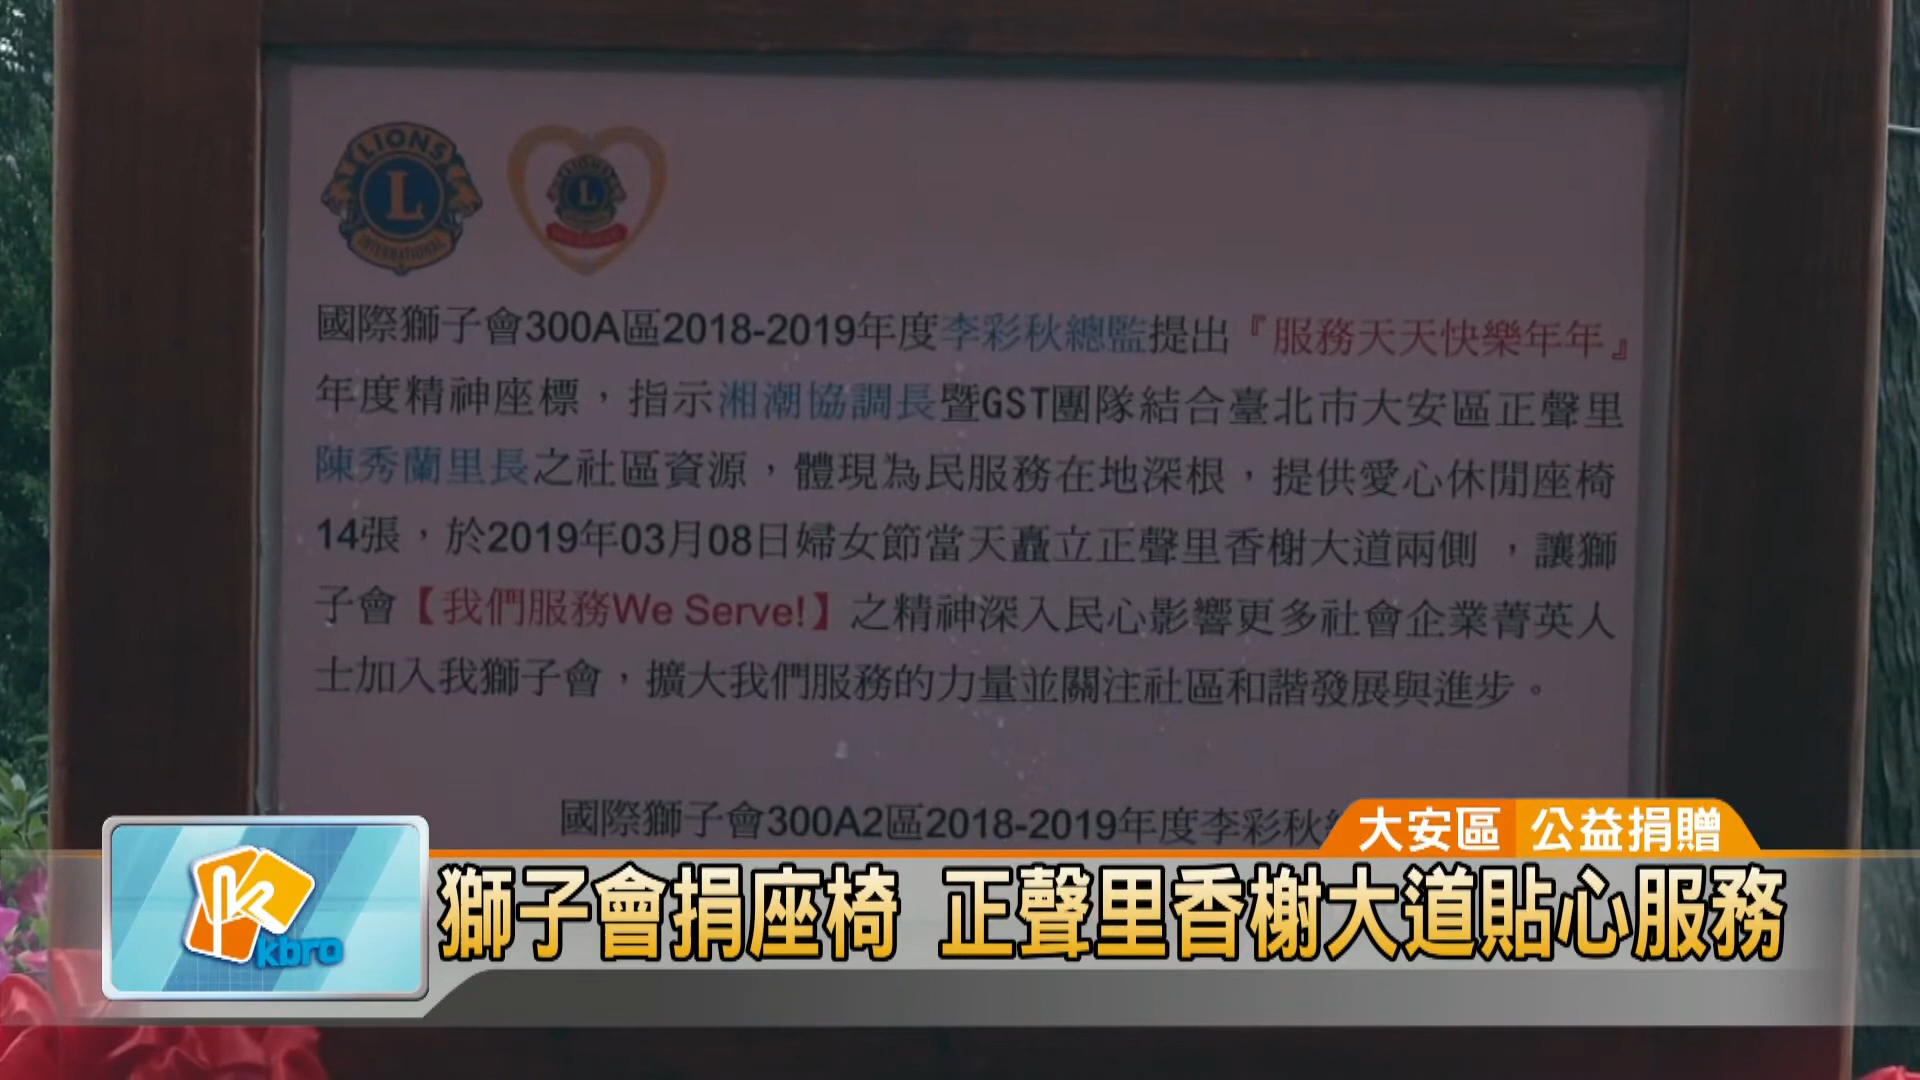 LIONS
L
INTERNATIONAL
LIONS
L
國際獅子會300A區2018-2019年度李彩秋總監提出『服務天天快樂年年』
年度精神座標，指示湘潮協調長暨GST團隊結合臺北市大安區正聲里
陳秀蘭里長之社區資源，體現為民服務在地深根，提供愛心休閒座椅
14張，於2019年03月08日婦女節當天矗立正聲里香榭大道兩側 ，讓獅
子會【我們服務We Serve!】之精神深入民心影響更多社會企業菁英人
士加入我獅子會，擴大我們服務的力量並關注社區和諧發展與進步。
國際獅子會300A2區2018-2019年度李彩秋
大安區 公益捐贈
獅子會捐座椅 正聲里香榭大道貼心服務
kbro